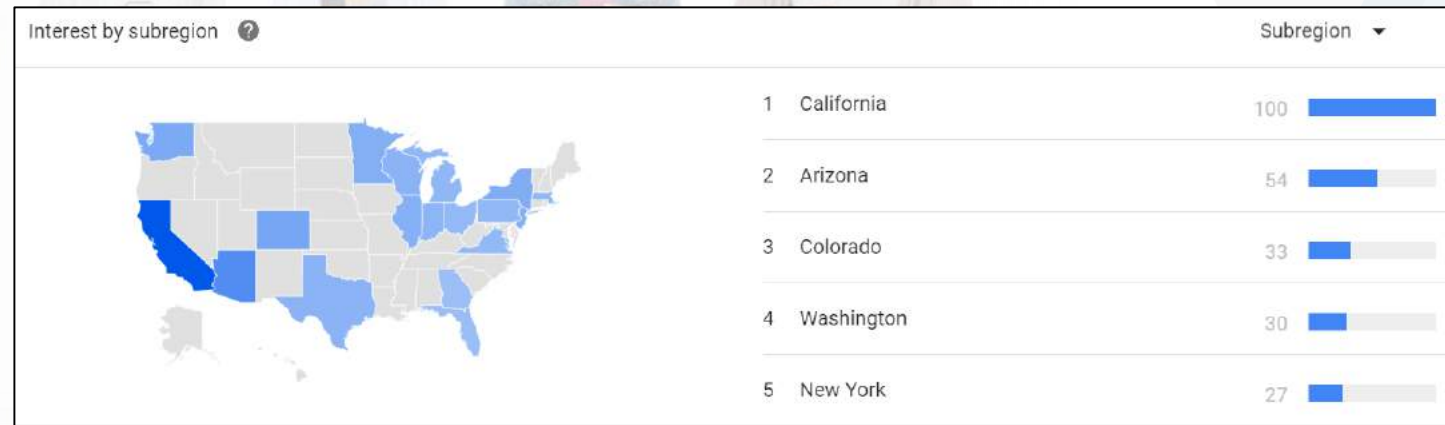 Interest by subregion ?
Subregion
1 California 100
2 Arizona 54
3 Colorado 33
4 Washington 30
5 New York 27